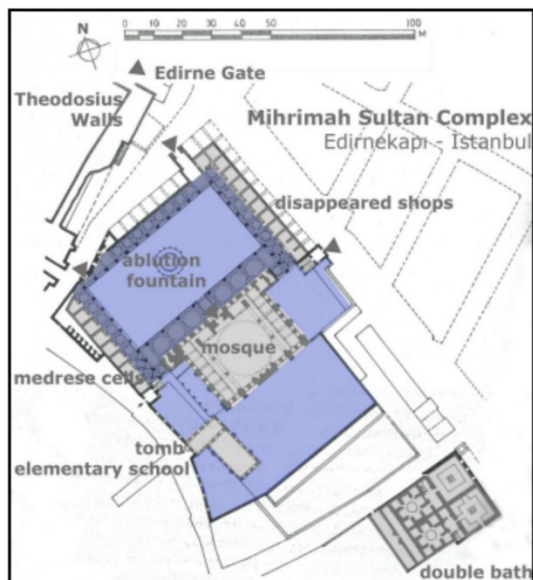 N
0 10 20 30 40 50 100
M
Edirne Gate
Theodosius
Walls
Mihrimah Sultan Complex
Edirnekapı - İstanbul
disappeared shops
ablution
fountain
mosque
medrese cells
tomb
elementary school
double bath